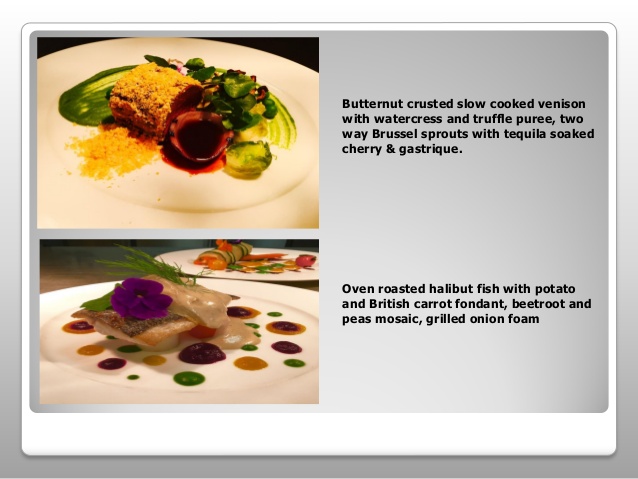 Butternut crusted slow cooked venison
with watercress and truffle puree, two
way Brussel sprouts with tequila soaked
cherry & gastrique.
Oven roasted halibut fish with potato
and British carrot fondant, beetroot and
peas mosaic, grilled onion foam